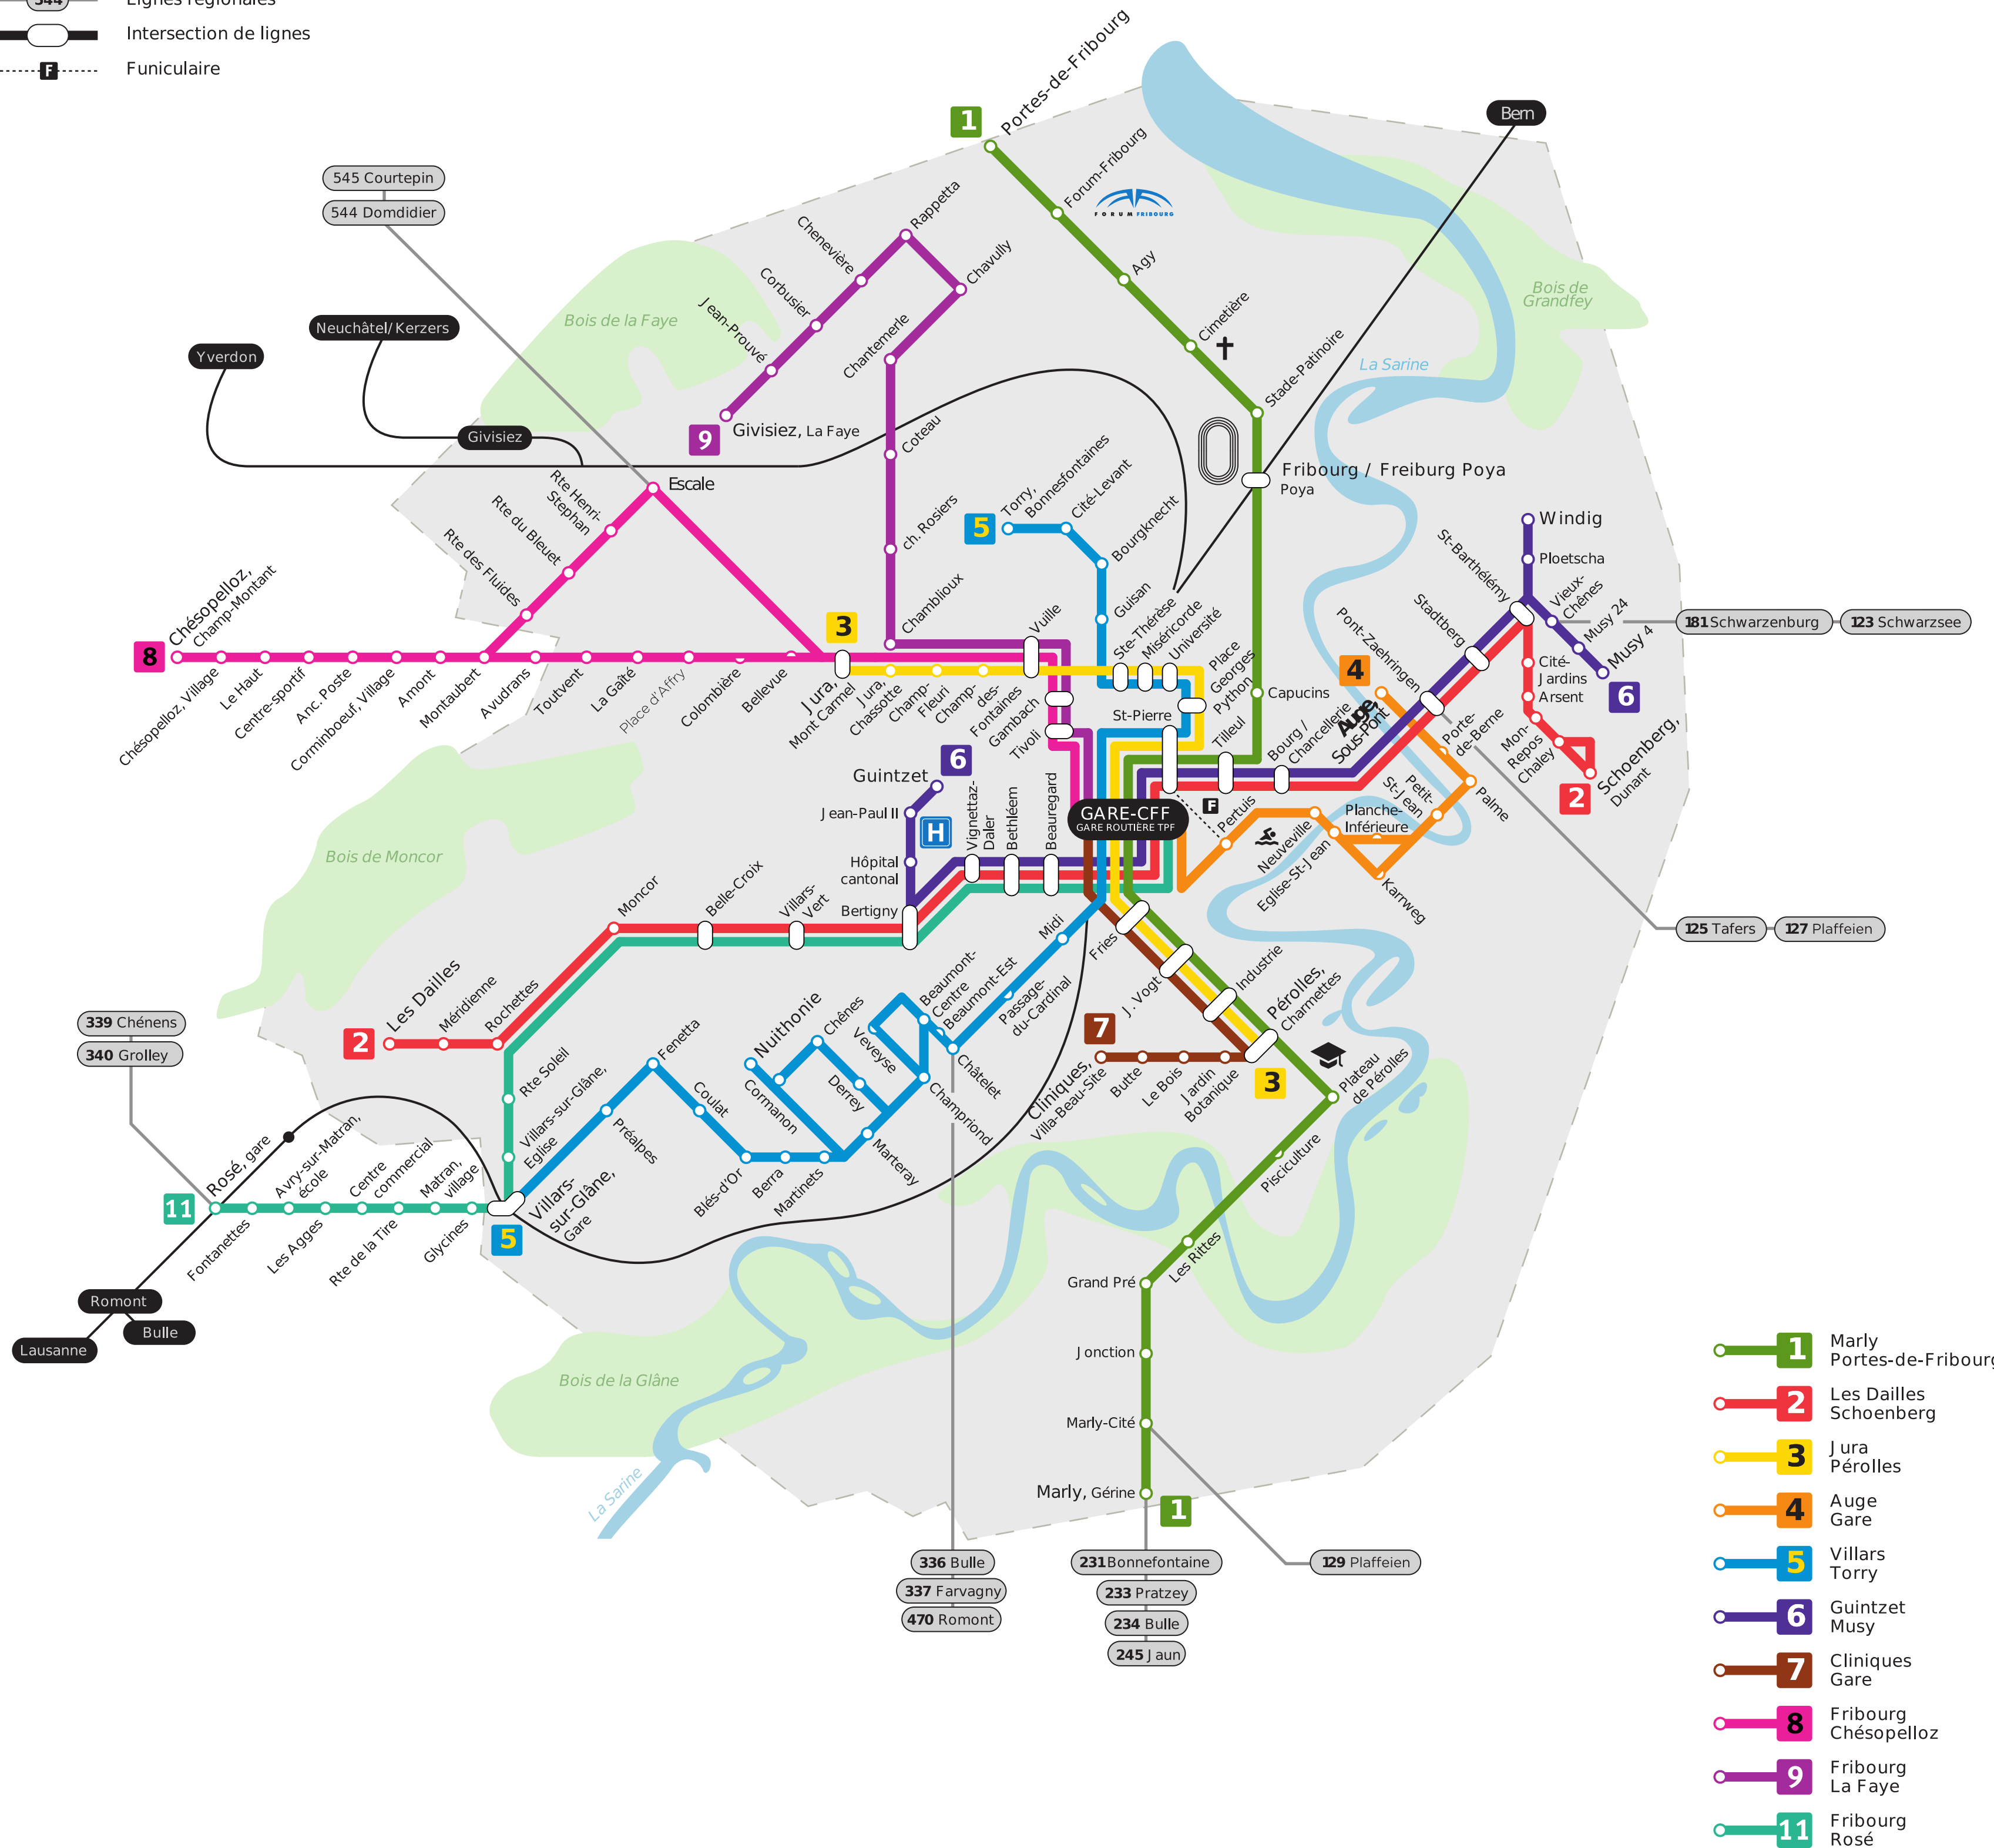 544
Lignes régionales
Intersection de lignes
F
Funiculaire
1
Portes-de-Fribourg
Forum-Fribourg
FORUM FRIBOURG
Agy
Cimetière
Stade-Patinoire
Bern
545 Courtepin
544 Domdidier
Neuchâtel/Kerzers
Yverdon
Givisiez
Bois de la Faye
Rappetta
Chenevière
Corbusier
Jean-Prouvé
Chavully
Chantemerle
9
Givisiez, La Faye
Coteau
ch. Rosiers
Chamblioux
Bois de
Grandfey
La Sarine
Fribourg / Freiburg Poya
Poya
5
Torry,
Bonnesfontaines
Cité-Levant
Bourgknecht
Guisan
Ste-Thérèse
Miséricorde
Université
Place
Georges
Python
Capucins
Escale
Rte Henri-
Stephan
Rte du Bleuet
Rte des Fluides
8
Chésopelloz,
Champ-Montant
Chésopelloz, Village
Le Haut
Centre-sportif
Anc. Poste
Corminboeuf, Village
Amont
Montaubert
Avudrans
Toutvent
La Gaîté
Place d'Affry
Colombière
Bellevue
3
Jura,
Mont Carmel
Jura,
Chassotte
Champ-
Fleuri
Champ-
des-
Fontaines
Vuille
Gambach
Tivoli
St-Pierre
Tilleul
Bourg /
Chancellerie
Windig
Ploetscha
St-Barthélémy
Vieux-
Chênes
Musy 24
Musy 4
6
Stadtberg
Pont-Zaehringen
181 Schwarzenburg
123 Schwarzsee
Cité-
Jardins
Arsent
Mon-
Repos
Chaley
Schoenberg,
Dunant
2
4
Auge,
Sous-Pont
Porte-
de-Berne
Palme
Petit-
St-Jean
Planche-
Inférieure
Karrweg
Eglise-St-Jean
Neuveville
Pertuis
F
125 Tafers
127 Plaffeien
GARE-CFF
GARE ROUTIÈRE TPF
6
Guintzet
Jean-Paul II
H
Hôpital
cantonal
Bertigny
Vignettaz-
Daler
Bethléem
Beauregard
Bois de Moncor
Moncor
Belle-Croix
Villars-
Vert
2
Les Dailles
Méridienne
Rochettes
Rte Soleil
Villars-sur-Glâne,
Eglise
Midi
Passage-
du-Cardinal
Beaumont-Est
Beaumont-
Centre
Châtelet
Veveyse
Champriond
Chênes
Nuithonie
Derrey
Cormanon
Marteray
Martinets
Berra
Blés-d'Or
Coulat
Fenetta
Préalpes
Villars-
sur-Glâne,
Gare
5
Fries
J. Vogt
Industrie
Pérolles,
Charmettes
3
7
Cliniques,
Villa-Beau-Site
Butte
Le Bois
Jardin
Botanique
Plateau
de Pérolles
Pisciculture
Les Rittes
Grand Pré
Jonction
Marly-Cité
Marly, Gérine
1
339 Chénens
340 Grolley
11
Rosé, gare
Fontanettes
Avry-sur-Matran,
école
Les Agges
Centre
commercial
Rte de la Tire
Matran,
village
Glycines
Romont
Bulle
Lausanne
Bois de la Glâne
La Sarine
336 Bulle
337 Farvagny
470 Romont
231 Bonnefontaine
233 Pratzey
234 Bulle
245 Jaun
129 Plaffeien
1
Marly
Portes-de-Fribourg
2
Les Dailles
Schoenberg
3
Jura
Pérolles
4
Auge
Gare
5
Villars
Torry
6
Guintzet
Musy
7
Cliniques
Gare
8
Fribourg
Chésopelloz
9
Fribourg
La Faye
11
Fribourg
Rosé